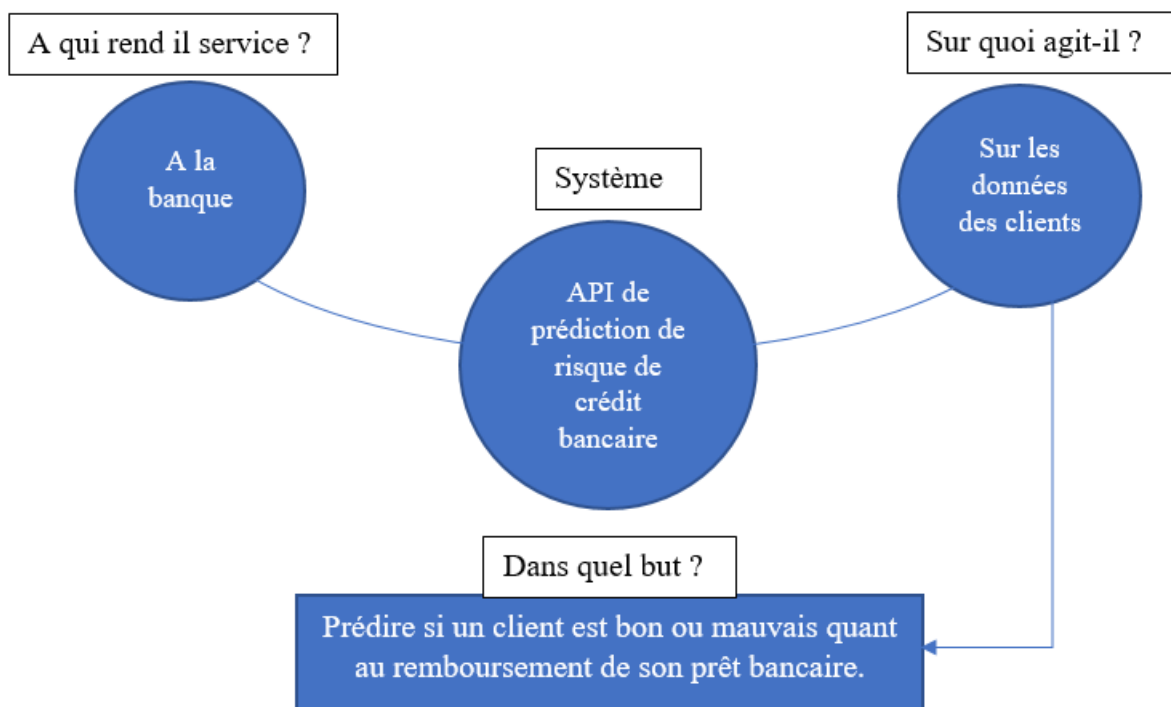 A qui rend il service ?
A la
banque
Système
API de
prédiction de
risque de
crédit
bancaire
Sur quoi agit-il ?
Sur les
données
des clients
Dans quel but ?
Prédire si un client est bon ou mauvais quant
au remboursement de son prêt bancaire.